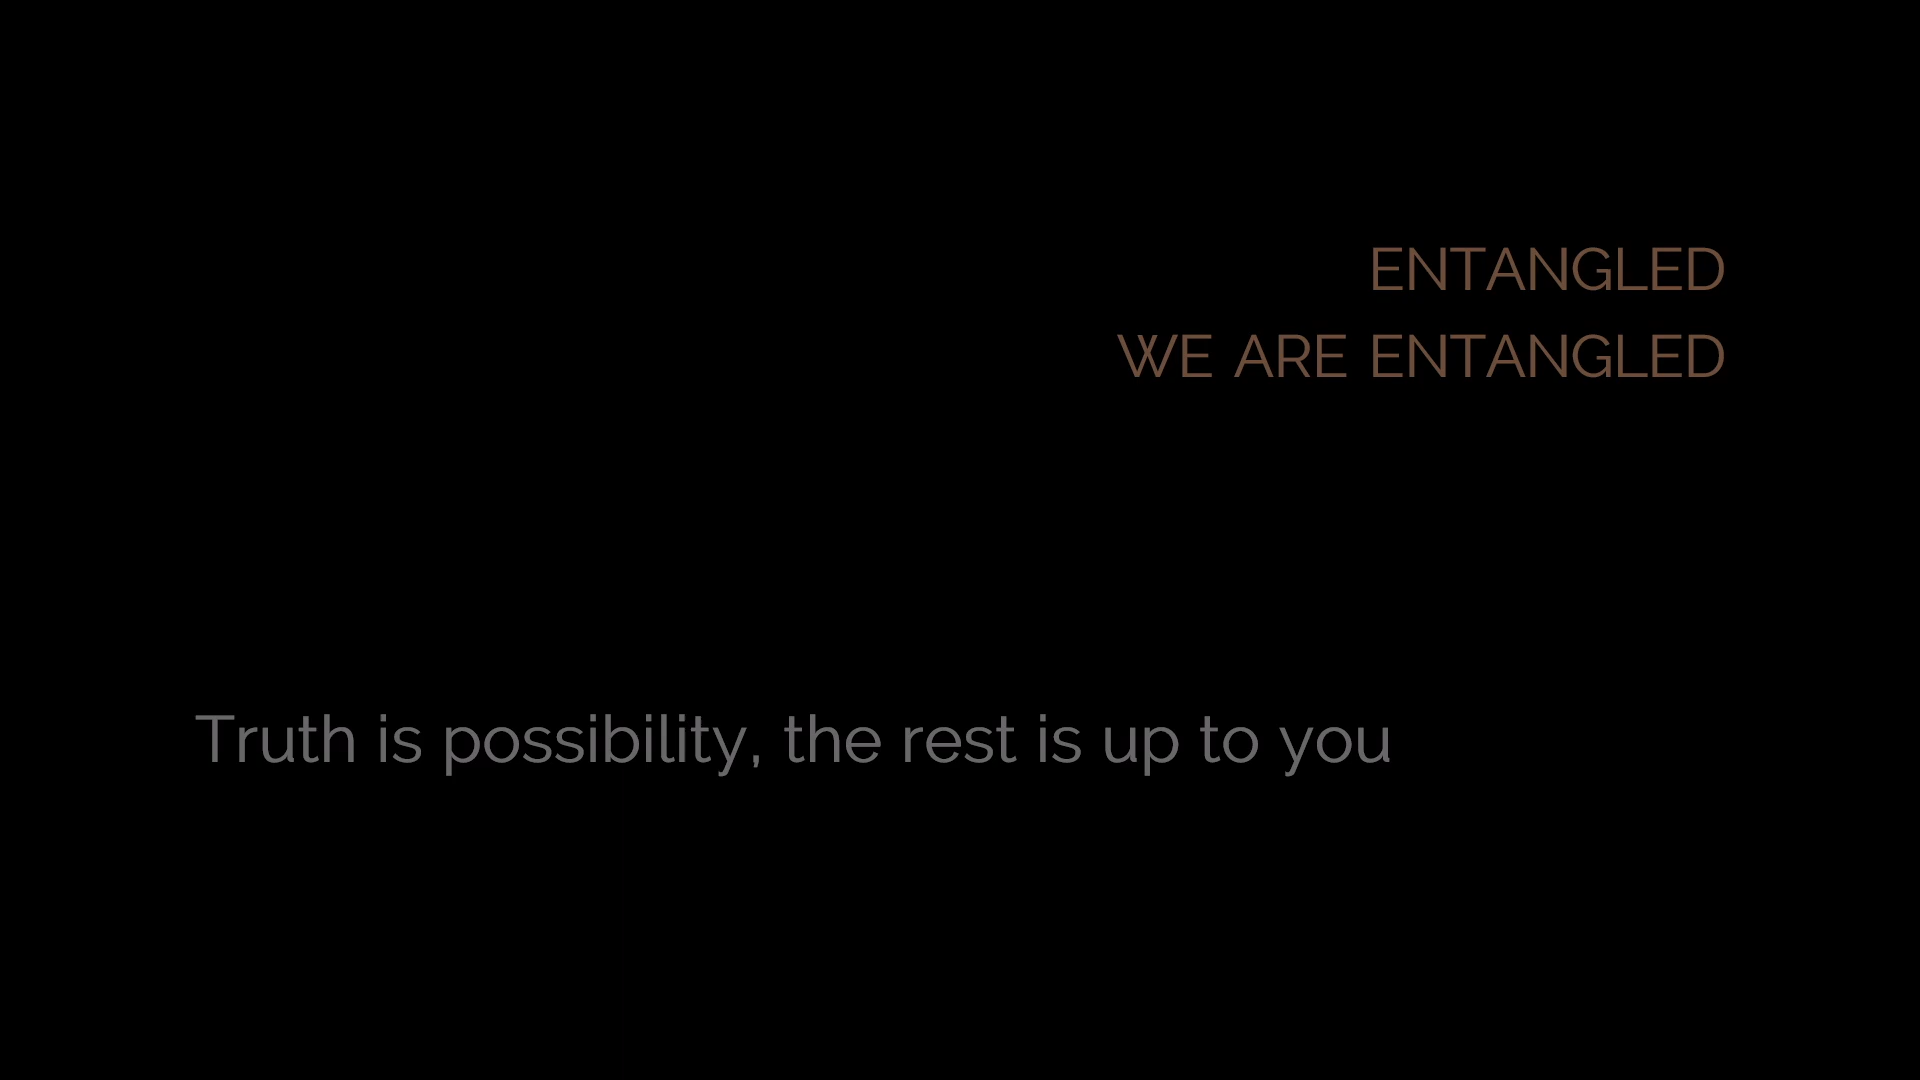 ENTANGLED
WE ARE ENTANGLED
Truth is possibility, the rest is up to you